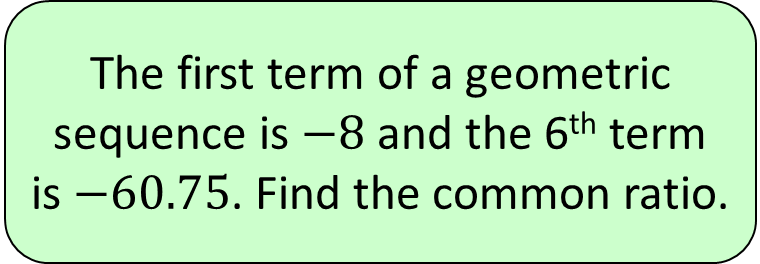 The first term of a geometric
sequence is −8 and the 6ᵗʰ term
is −60.75. Find the common ratio.